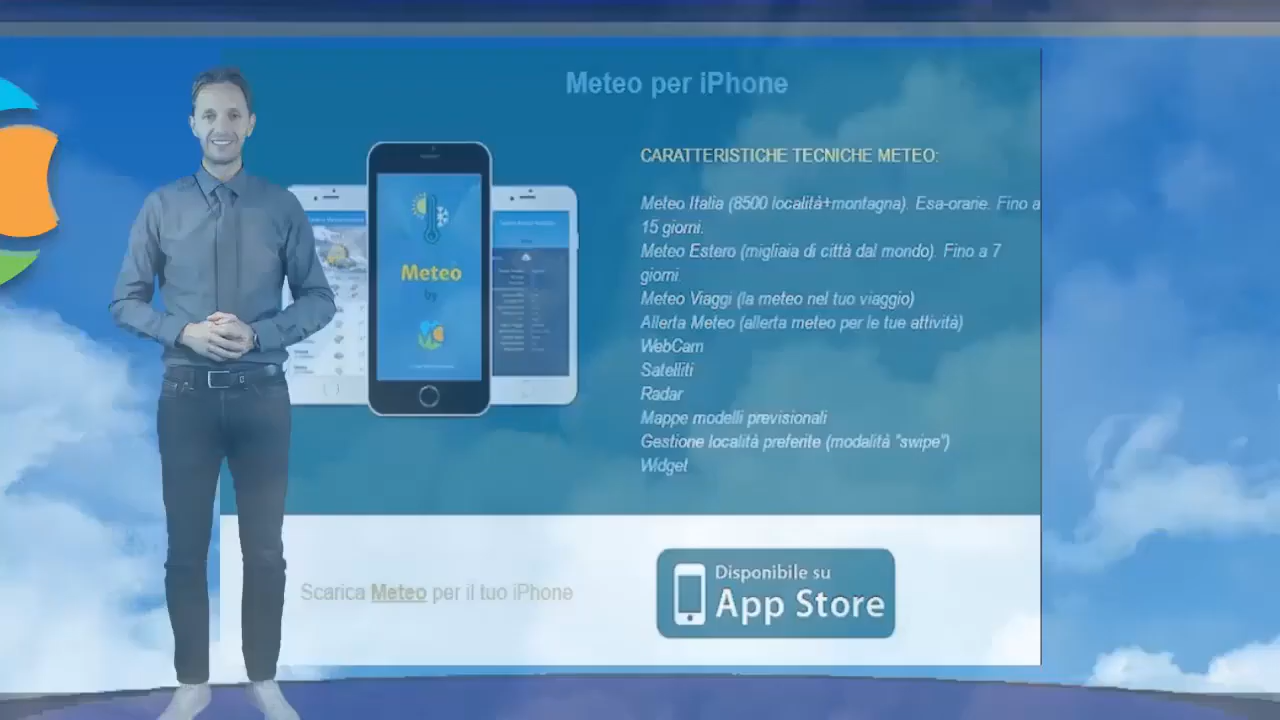 Meteo per iPhone
CARATTERISTICHE TECNICHE METEO:
Meteo Italia (8500 località+montagna). Esa-orarie. Fino a
15 giorni.
Meteo Estero (migliaia di città dal mondo). Fino a 7
giorni.
Meteo Viaggi (la meteo nel tuo viaggio)
Allerta Meteo (allerta meteo per le tue attività)
WebCam
Satelliti
Radar
Mappe modelli previsionali
Gestione località preferite (modalità "swipe")
Widget
Meteo
by
Scarica Meteo per il tuo iPhone
Disponibile su
App Store